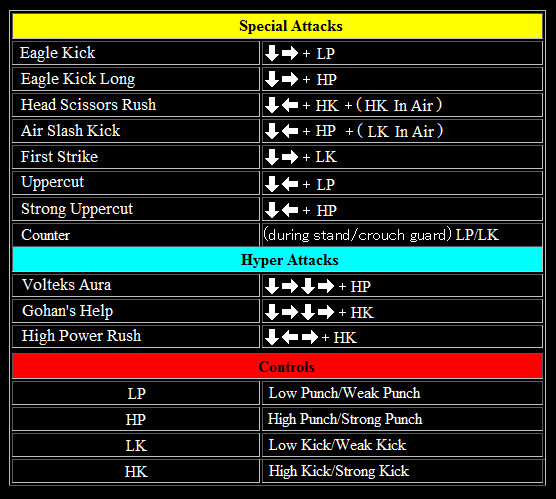 Special Attacks
Eagle Kick ⬇➡ + LP
Eagle Kick Long ⬇➡ + HP
Head Scissors Rush ⬇⬅ + HK + ( HK In Air )
Air Slash Kick ⬇⬅ + HP + ( LK In Air )
First Strike ⬇➡ + LK
Uppercut ⬇⬅ + LP
Strong Uppercut ⬇⬅ + HP
Counter (during stand/crouch guard) LP/LK
Hyper Attacks
Volteks Aura ⬇➡⬇➡ + HP
Gohan's Help ⬇➡⬇➡ + HK
High Power Rush ⬇⬅➡ + HK
Controls
LP Low Punch/Weak Punch
HP High Punch/Strong Punch
LK Low Kick/Weak Kick
HK High Kick/Strong Kick